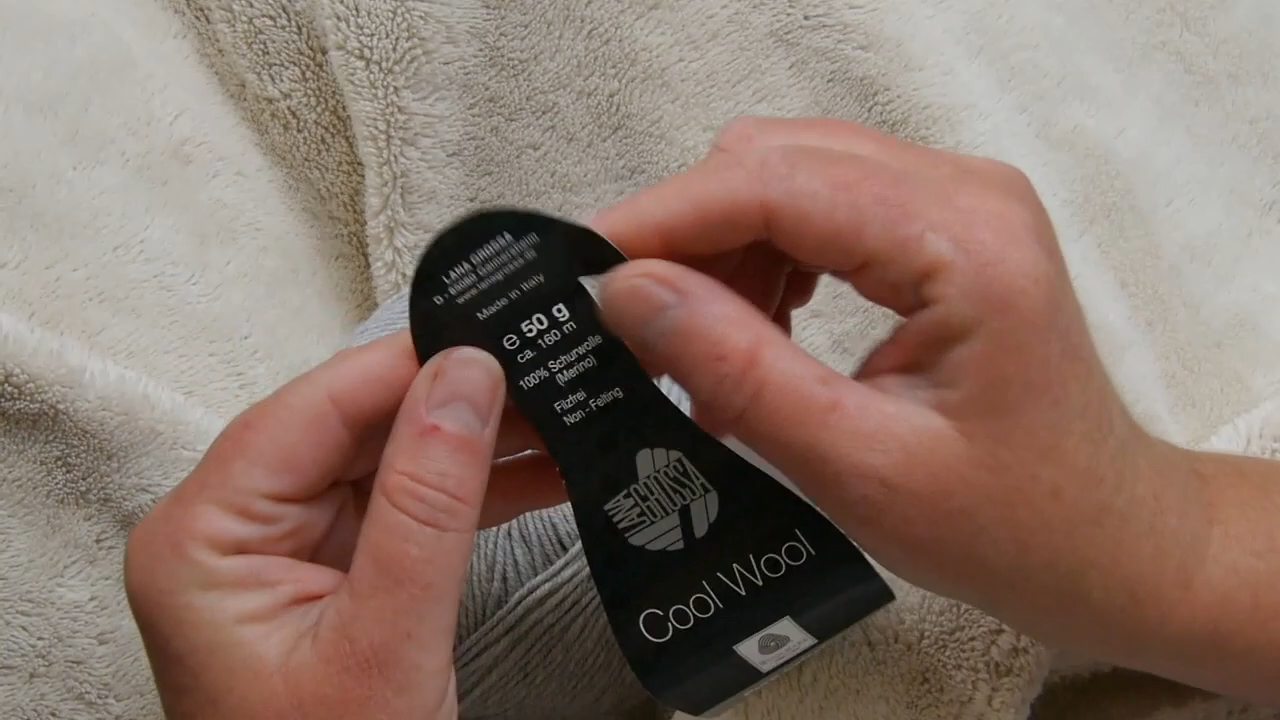 LANA GROSSA
Made in Italy
e 50 g
ca. 160 m
100% Schurwolle
(Merino)
Filzfrei
Non - Felting
LANA
GROSSA
Cool Wool